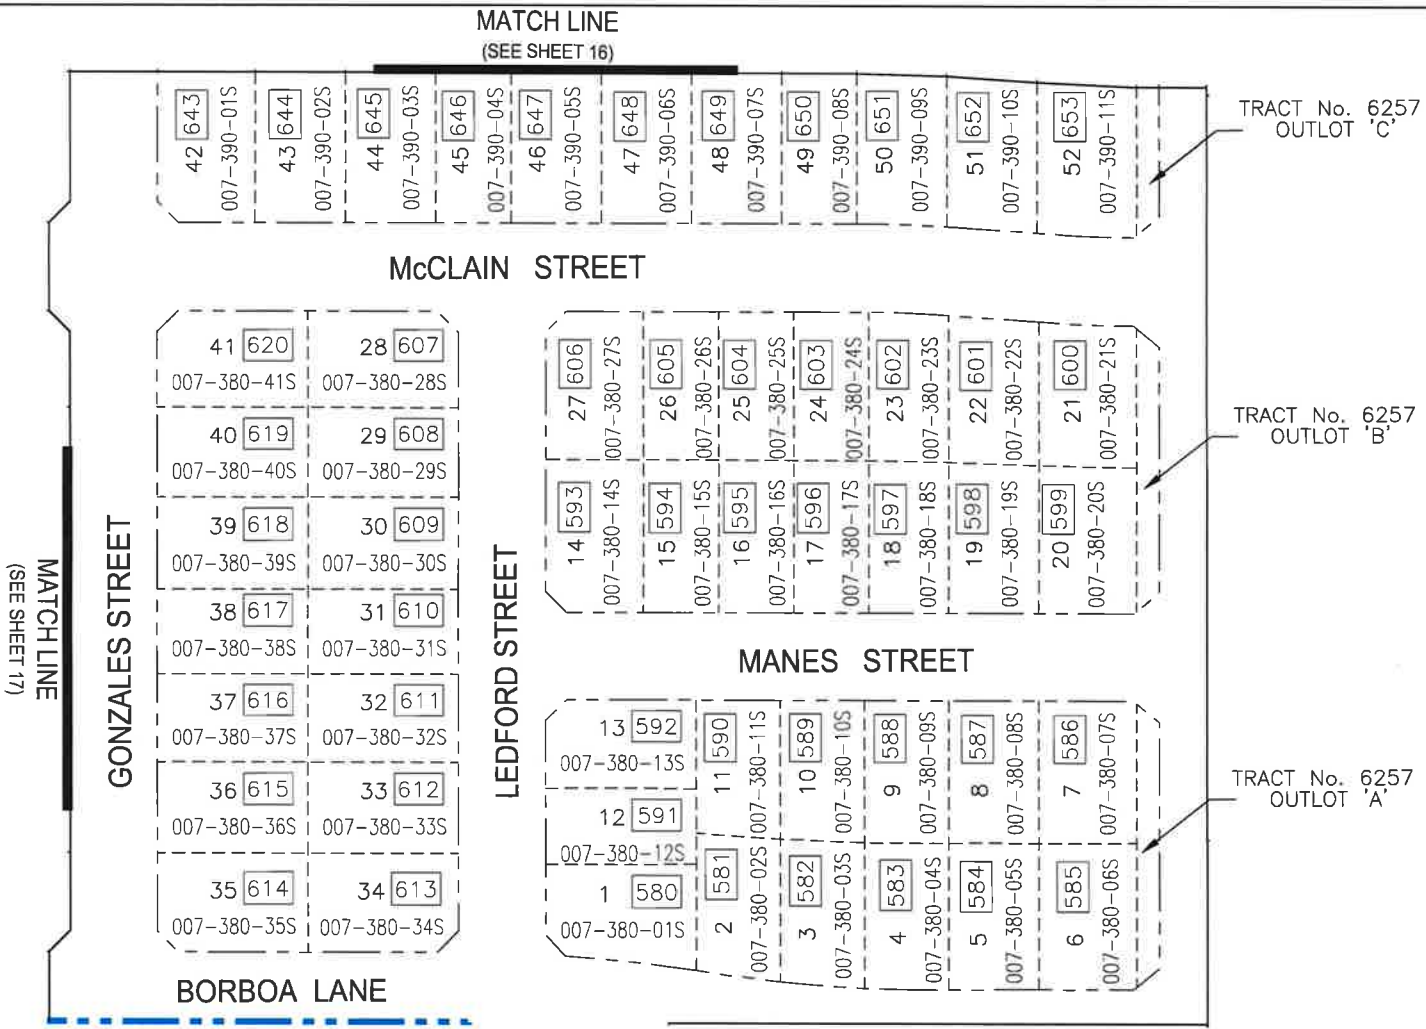 MATCH LINE
(SEE SHEET 16)
42 643
007-390-01S
43 644
007-390-02S
44 645
007-390-03S
45 646
007-390-04S
46 647
007-390-05S
47 648
007-390-06S
48 649
007-390-07S
49 650
007-390-08S
50 651
007-390-09S
51 652
007-390-10S
52 653
007-390-11S
TRACT No. 6257
OUTLOT 'C'
McCLAIN STREET
41 620
007-380-41S
28 607
007-380-28S
40 619
007-380-40S
29 608
007-380-29S
39 618
007-380-39S
30 609
007-380-30S
38 617
007-380-38S
31 610
007-380-31S
37 616
007-380-37S
32 611
007-380-32S
36 615
007-380-36S
33 612
007-380-33S
35 614
007-380-35S
34 613
007-380-34S
27 606
007-380-27S
26 605
007-380-26S
25 604
007-380-25S
24 603
007-380-24S
23 602
007-380-23S
22 601
007-380-22S
21 600
007-380-21S
TRACT No. 6257
OUTLOT 'B'
14 593
007-380-14S
15 594
007-380-15S
16 595
007-380-16S
17 596
007-380-17S
18 597
007-380-18S
19 598
007-380-19S
20 599
007-380-20S
MATCH LINE
(SEE SHEET 17)
GONZALES STREET
LEDFORD STREET
MANES STREET
13 592
007-380-13S
12 591
007-380-12S
1 580
007-380-01S
11 590
007-380-11S
10 589
007-380-10S
9 588
007-380-09S
8 587
007-380-08S
7 586
007-380-07S
TRACT No. 6257
OUTLOT 'A'
2 581
007-380-02S
3 582
007-380-03S
4 583
007-380-04S
5 584
007-380-05S
6 585
007-380-06S
BORBOA LANE